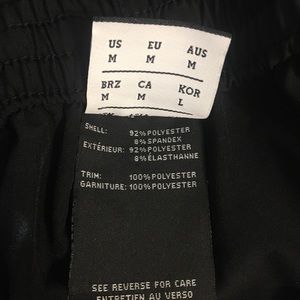 US EU AUS
M M M
BRZ CA KOR
M M L
SHELL: 92%POLYESTER
8%SPANDEX
EXTÉRIEUR: 92%POLYESTER
8%ÉLASTHANNE
TRIM: 100%POLYESTER
GARNITURE: 100%POLYESTER
SEE REVERSE FOR CARE
ENTRETIEN AU VERSO